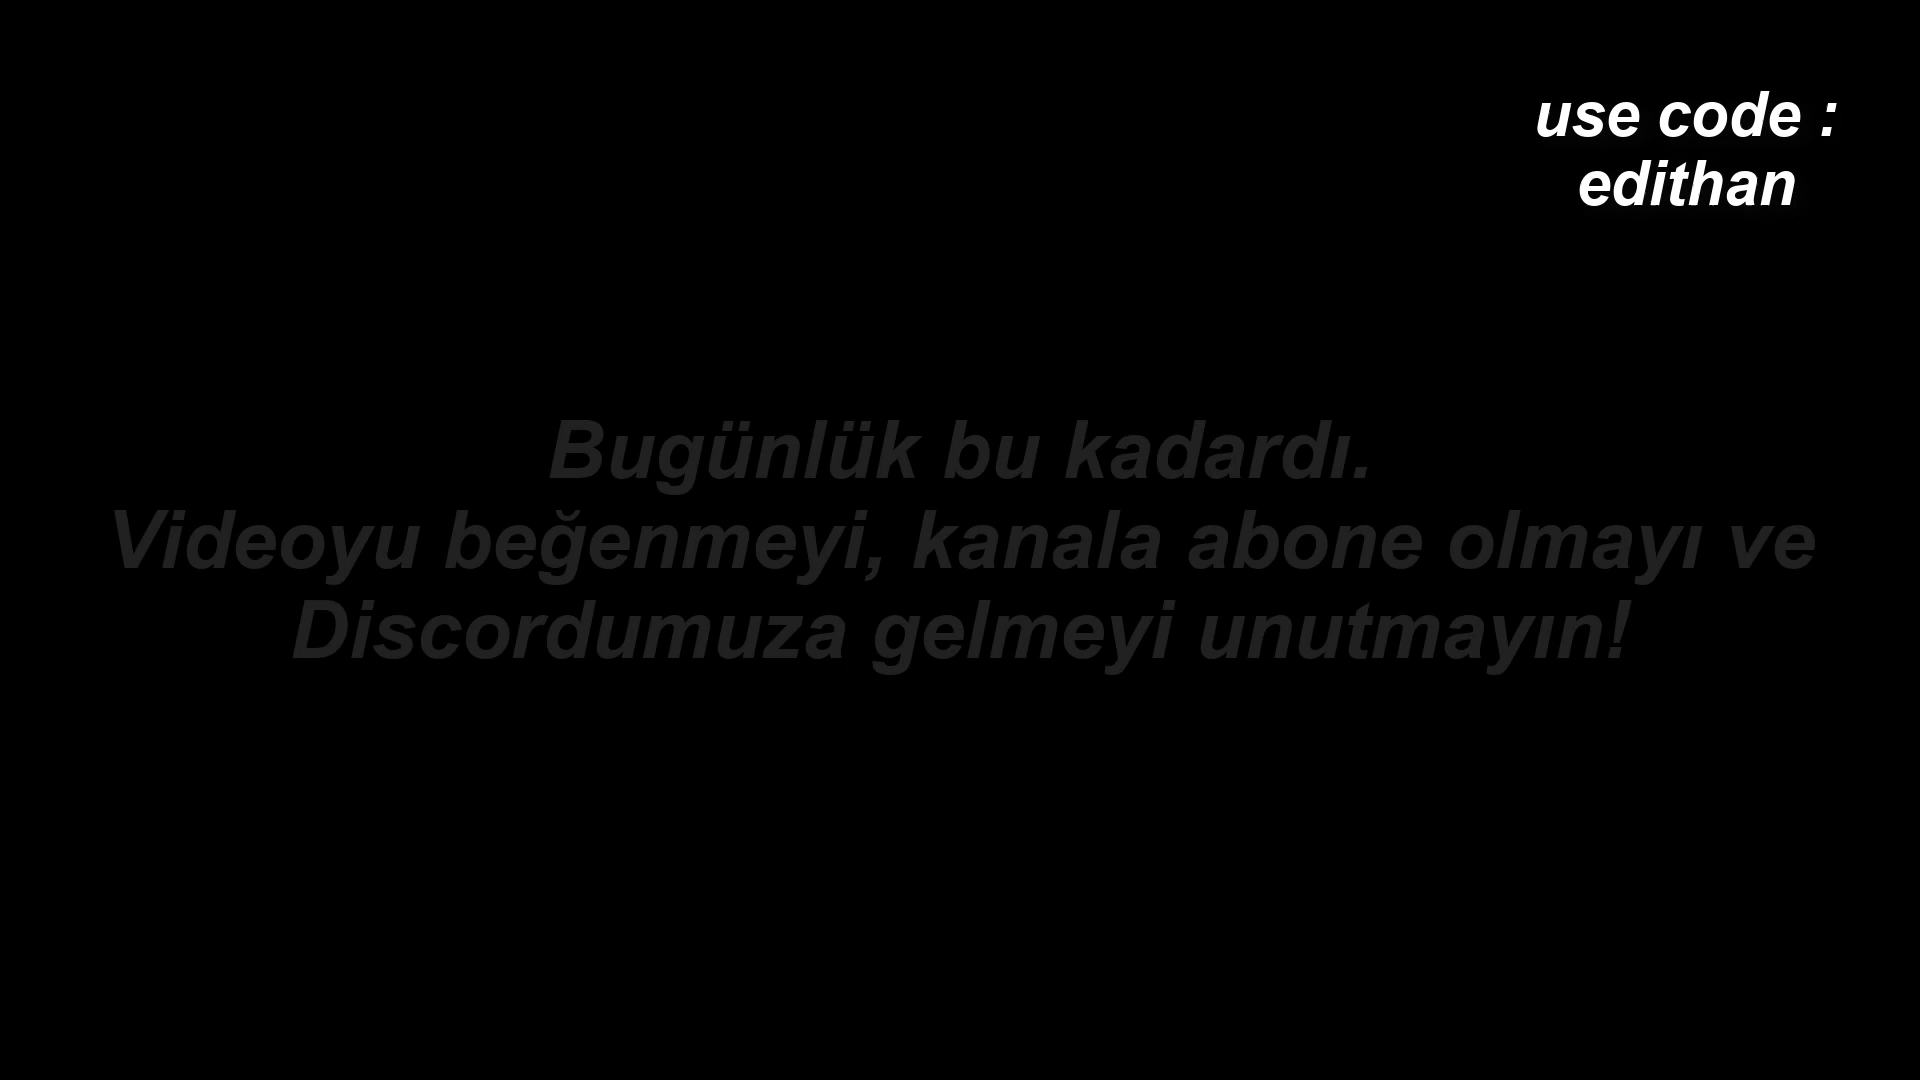 use code :
edithan
Bugünlük bu kadardı.
Videoyu beğenmeyi, kanala abone olmayı ve
Discordumuza gelmeyi unutmayın!